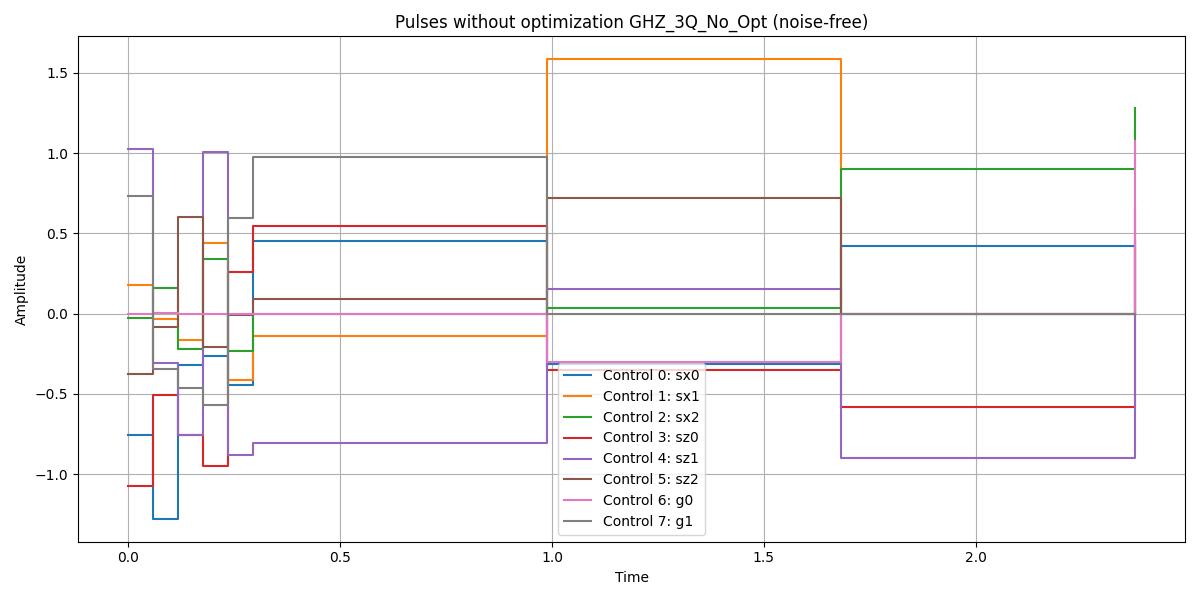 Pulses without optimization GHZ_3Q_No_Opt (noise-free)
Amplitude
1.5
1.0
0.5
0.0
−0.5
−1.0
Control 0: sx0
Control 1: sx1
Control 2: sx2
Control 3: sz0
Control 4: sz1
Control 5: sz2
Control 6: g0
Control 7: g1
0.0 0.5 1.0 1.5 2.0
Time